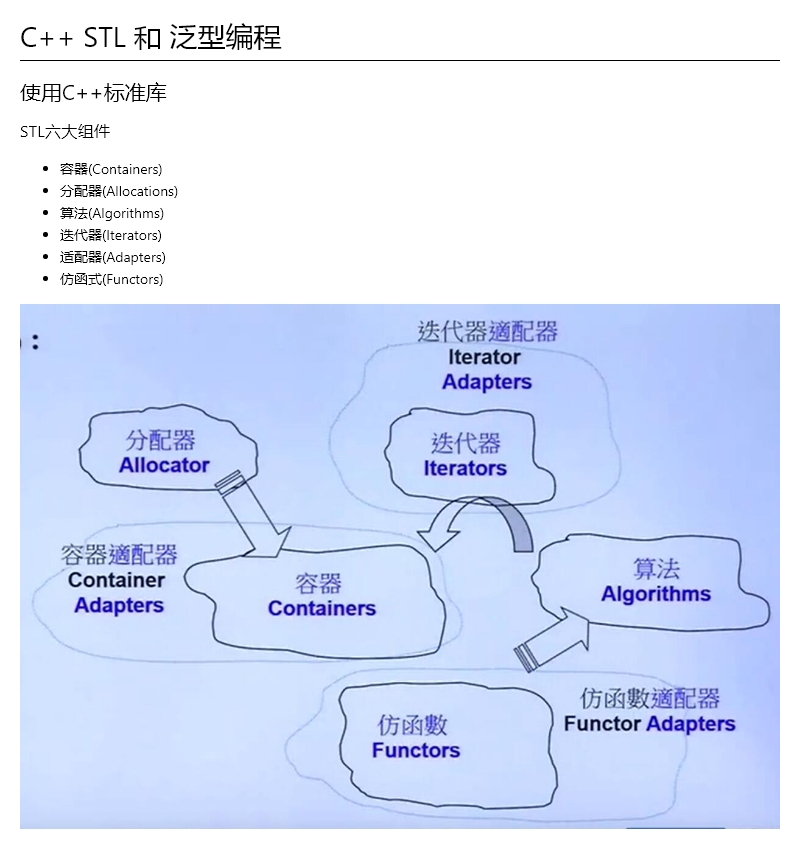 C++ STL 和 泛型编程
使用C++标准库
STL六大组件
容器(Containers)
分配器(Allocations)
算法(Algorithms)
迭代器(Iterators)
适配器(Adapters)
仿函式(Functors)
：
迭代器適配器
Iterator
Adapters
分配器
Allocator
迭代器
Iterators
容器適配器
Container
Adapters
容器
Containers
算法
Algorithms
仿函數
Functors
仿函數適配器
Functor Adapters